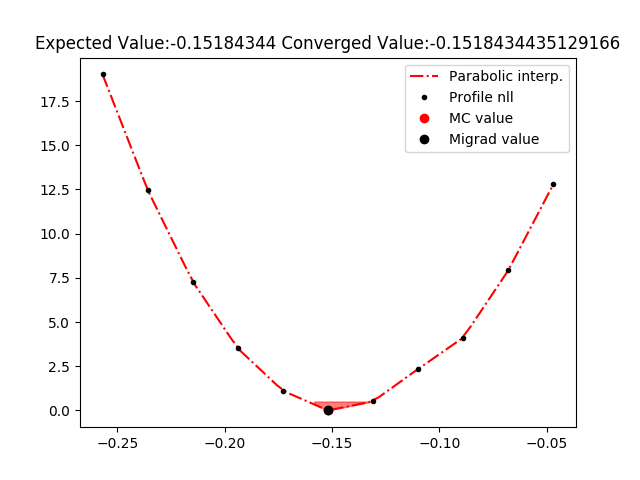 Expected Value:-0.15184344 Converged Value:-0.1518434435129166
Parabolic interp.
Profile nll
MC value
Migrad value
17.5
15.0
12.5
10.0
7.5
5.0
2.5
0.0
−0.25 −0.20 −0.15 −0.10 −0.05